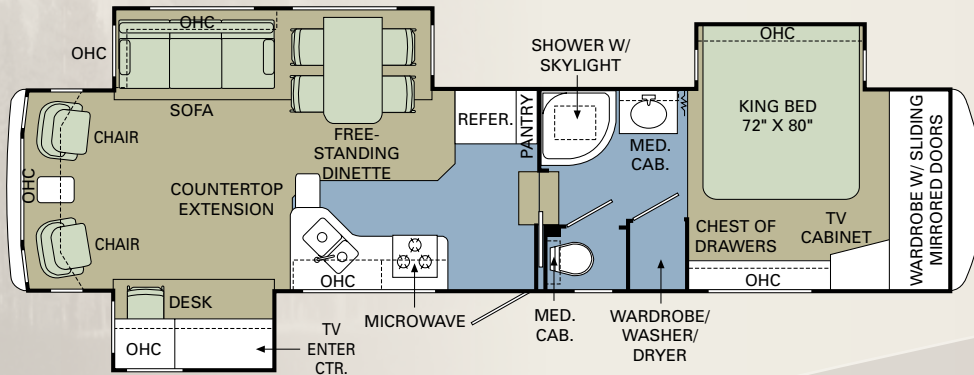 OHC
OHC
SOFA
CHAIR
OHC
CHAIR
FREE-
STANDING
DINETTE
COUNTERTOP
EXTENSION
REFER.
PANTRY
SHOWER W/
SKYLIGHT
MED.
CAB.
OHC
KING BED
72" X 80"
CHEST OF
DRAWERS
TV
CABINET
WARDROBE W/ SLIDING
MIRRORED DOORS
OHC
OHC
DESK
OHC
TV
ENTER
CTR.
MICROWAVE
MED.
CAB.
WARDROBE/
WASHER/
DRYER